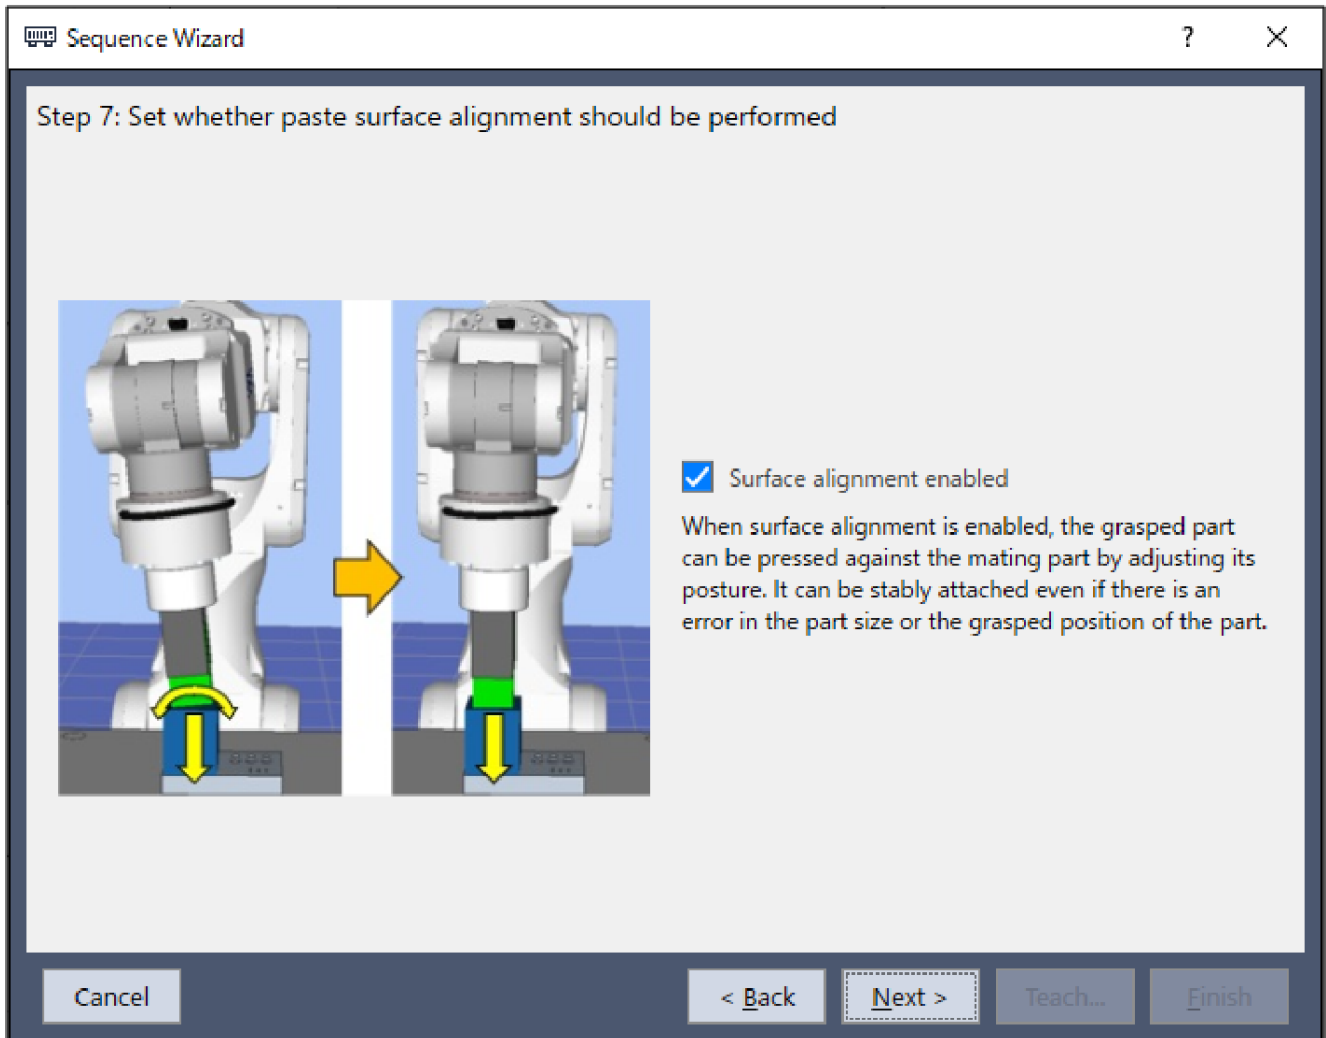 Sequence Wizard
?
Step 7: Set whether paste surface alignment should be performed
Surface alignment enabled
When surface alignment is enabled, the grasped part
can be pressed against the mating part by adjusting its
posture. It can be stably attached even if there is an
error in the part size or the grasped position of the part.
Cancel
< Back
Next >
Teach...
Finish